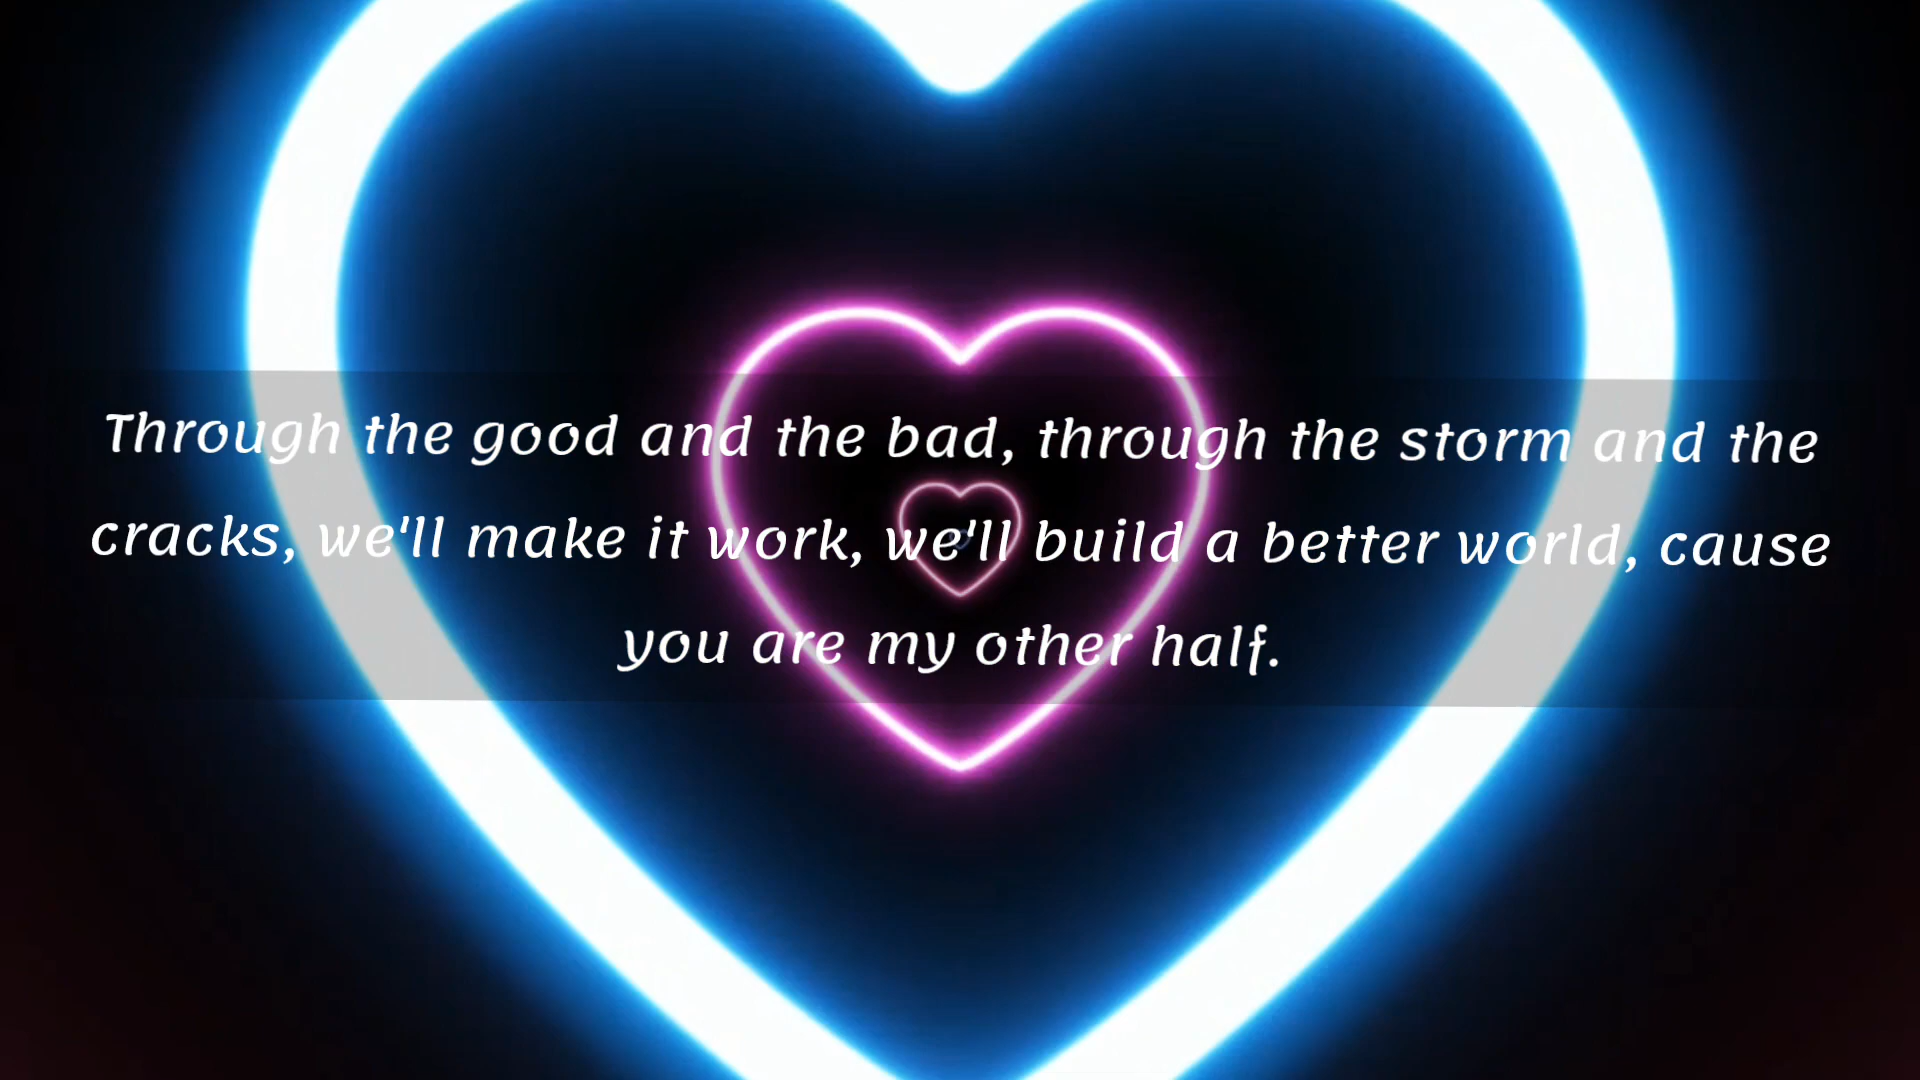 Through the good and the bad, through the storm and the
cracks, we'll make it work, we'll build a better world, cause
you are my other half.